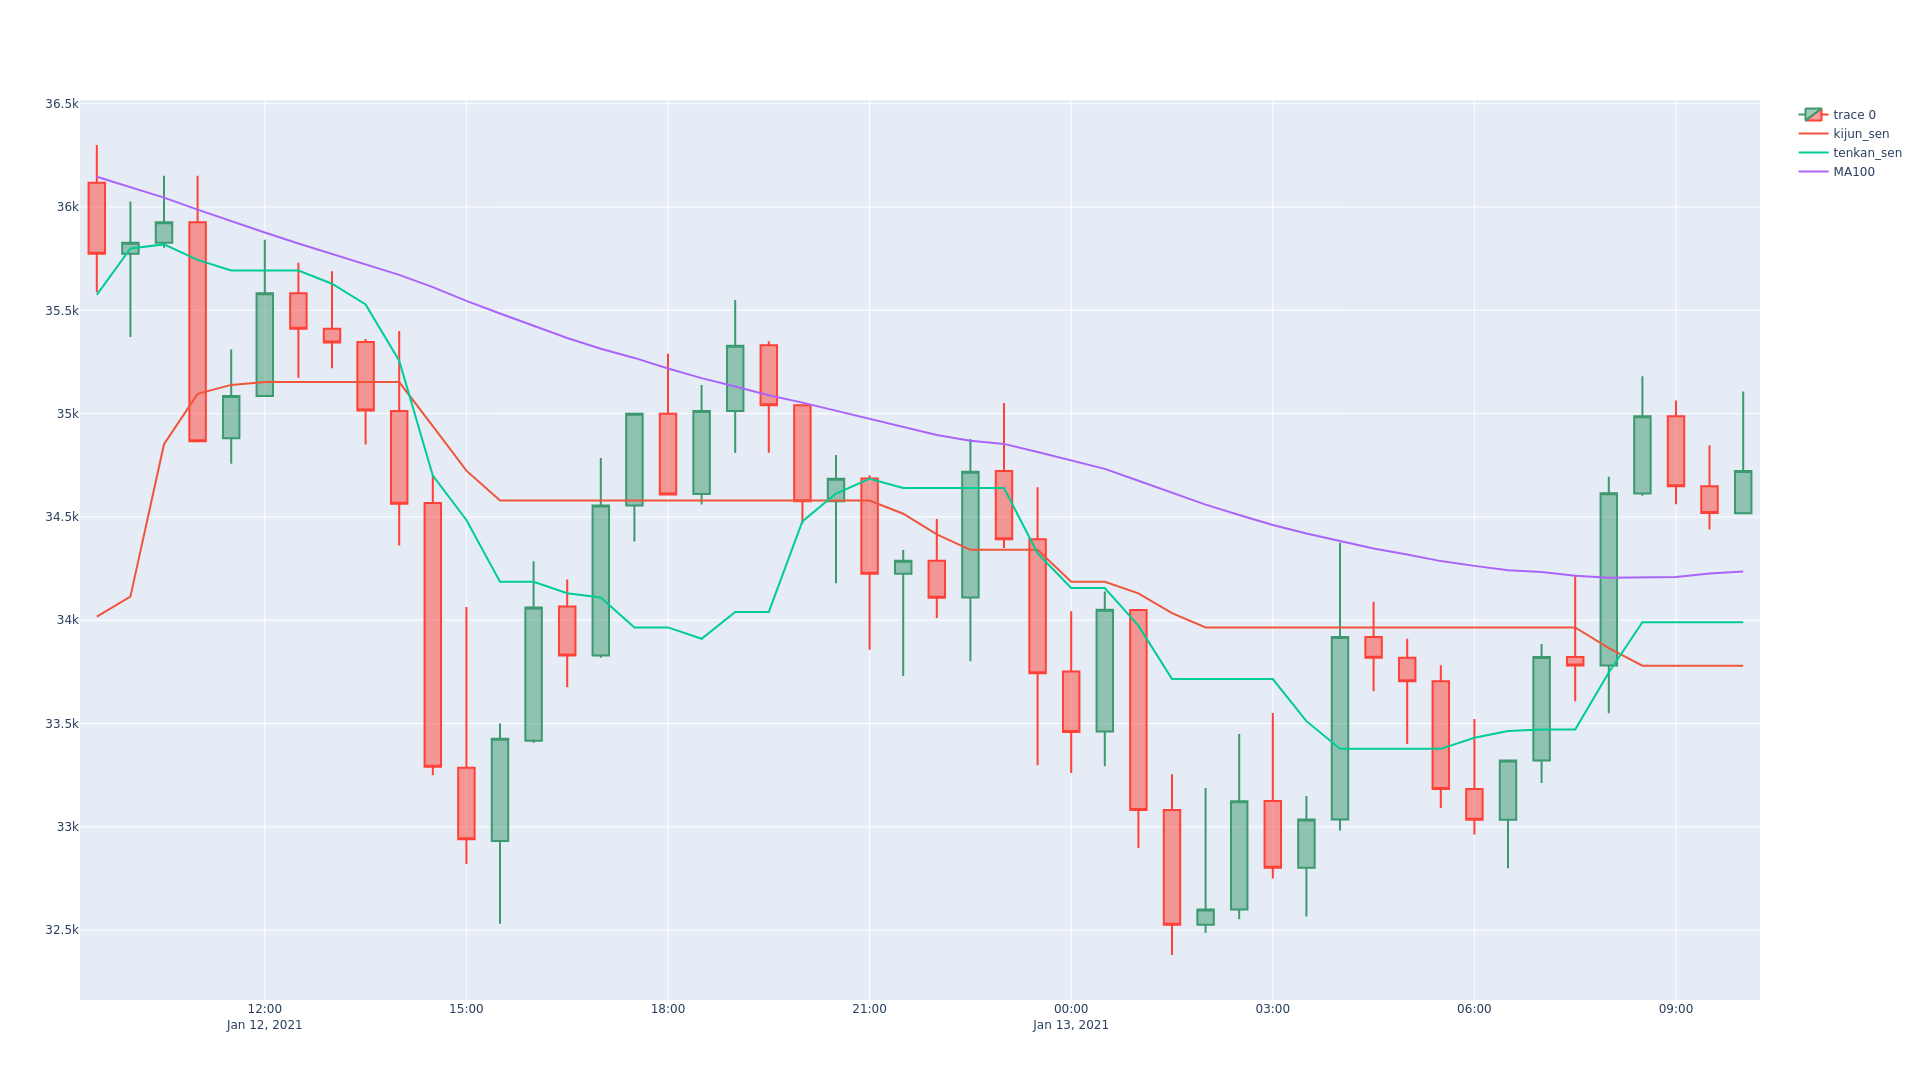 36.5k
36k
35.5k
35k
34.5k
34k
33.5k
33k
32.5k
12:00
Jan 12, 2021
15:00
18:00
21:00
00:00
Jan 13, 2021
03:00
06:00
09:00
trace 0
kijun_sen
tenkan_sen
MA100